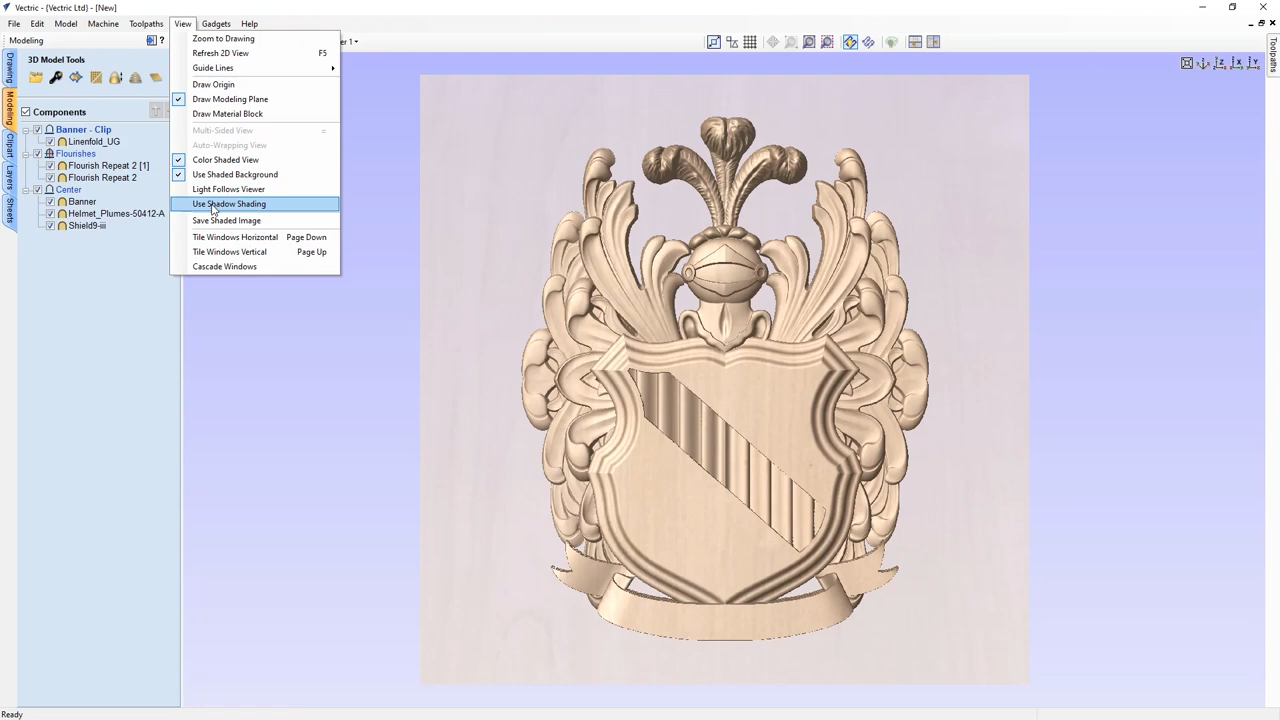 Vectric - {Vectric Ltd} - [New]
File Edit Model Machine Toolpaths View Gadgets Help
Modeling
?
3D Model Tools
Components
Banner - Clip
Linenfold_UG
Flourishes
Flourish Repeat 2 [1]
Flourish Repeat 2
Center
Banner
Helmet_Plumes-50412-A
Shield9-iii
Drawing
Modeling
Clipart
Layers
Sheets
Zoom to Drawing
Refresh 2D View F5
Guide Lines
Draw Origin
Draw Modeling Plane
Draw Material Block
Multi-Sided View =
Auto-Wrapping View
Color Shaded View
Use Shaded Background
Light Follows Viewer
Use Shadow Shading
Save Shaded Image
Tile Windows Horizontal Page Down
Tile Windows Vertical Page Up
Cascade Windows
Toolpaths
Ready